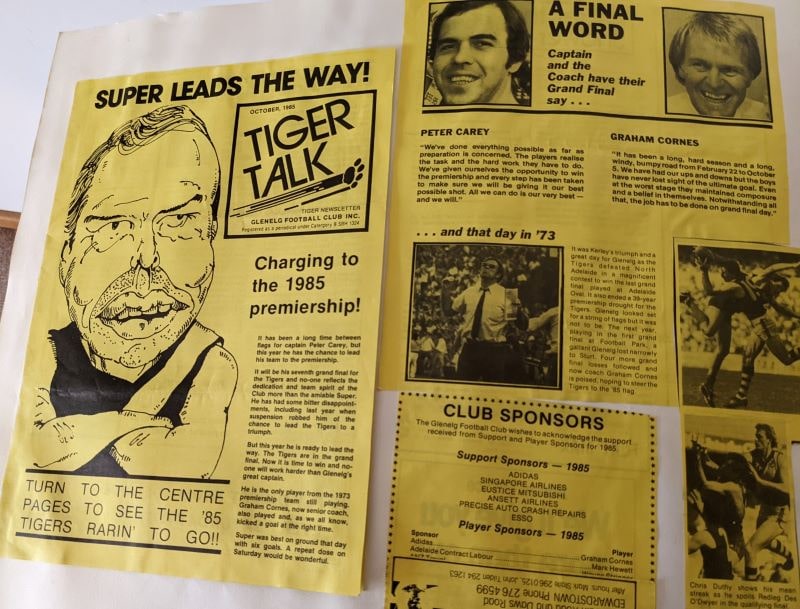 SUPER LEADS THE WAY!
OCTOBER, 1985
TIGER
TALK
TIGER NEWSLETTER
GLENELG FOOTBALL CLUB INC.
Registered as a periodical under Category B SBH 1324
Charging to
the 1985
premiership!
It has been a long time between
flags for captain Peter Carey, but
this year he has the chance to lead
his team to the premiership.
It will be his seventh grand final for
the Tigers and no-one reflects the
dedication and team spirit of the
Club more than the amiable Super.
He has had some bitter disappoint-
ments, including last year when
suspension robbed him of the
chance to lead the Tigers to a
triumph.
But this year he is ready to lead the
way. The Tigers are in the grand
final. Now it is time to win and no-
one will work harder than Glenelg's
great captain.
He is the only player from the 1973
premiership team still playing.
Graham Cornes, now senior coach,
also played and, as we all know,
kicked a goal at the right time.
Super was best on ground that day
with six goals. A repeat dose on
Saturday would be wonderful.
TURN TO THE CENTRE
PAGES TO SEE THE '85
TIGERS RARIN' TO GO!!
A FINAL
WORD
Captain
and the
Coach have their
Grand Final
say . . .
PETER CAREY
"We've done everything possible as far as
preparation is concerned. The players realise
the task and the hard work they have to do.
We've given ourselves the opportunity to win
the premiership and every step has been taken
to make sure we will be giving it our best
possible shot. All we can do is our very best —
and we will."
GRAHAM CORNES
"It has been a long, hard season and a long,
windy, bumpy road from February 22 to October
5. We have had our ups and downs but the boys
have never lost sight of the ultimate goal. Even
at the worst stage they maintained composure
and a belief in themselves. Notwithstanding all
that, the job has to be done on grand final day."
. . . and that day in '73
It was Kerley's triumph and a
great day for Glenelg as the
Tigers defeated North
Adelaide in a magnificent
contest to win the last grand
final played at Adelaide
Oval. It also ended a 39-year
premiership drought for the
Tigers. Glenelg looked set
for a string of flags but it was
not to be. The next year,
playing in the first grand
final at Football Park, a
gallant Glenelg lost narrowly
to Sturt. Four more grand
final losses followed and
now coach Graham Cornes
is poised, hoping to steer the
Tigers to the '85 flag.
CLUB SPONSORS
The Glenelg Football Club wishes to acknowledge the support
received from Support and Player Sponsors for 1985.
Support Sponsors — 1985
ADIDAS
SINGAPORE AIRLINES
EUSTICE MITSUBISHI
ANSETT AIRLINES
PRECISE AUTO CRASH REPAIRS
ESSO
Player Sponsors — 1985
Sponsor Player
Adidas Graham Cornes
Adelaide Contract Labour Mark Hewett
After hours: Mark 296 0125, John Tilden 294 1263
EDWARDSTOWN Phone 276 4599
Daws Road
Chris Duthy shows his mean
streak as he spoils Redleg Des
O'Dwyer in the qualifying final.